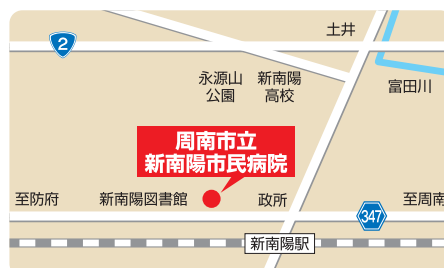 土井
2
永源山
公園
新南陽
高校
富田川
周南市立
新南陽市民病院
至防府
新南陽図書館
政所
347
至周南
新南陽駅